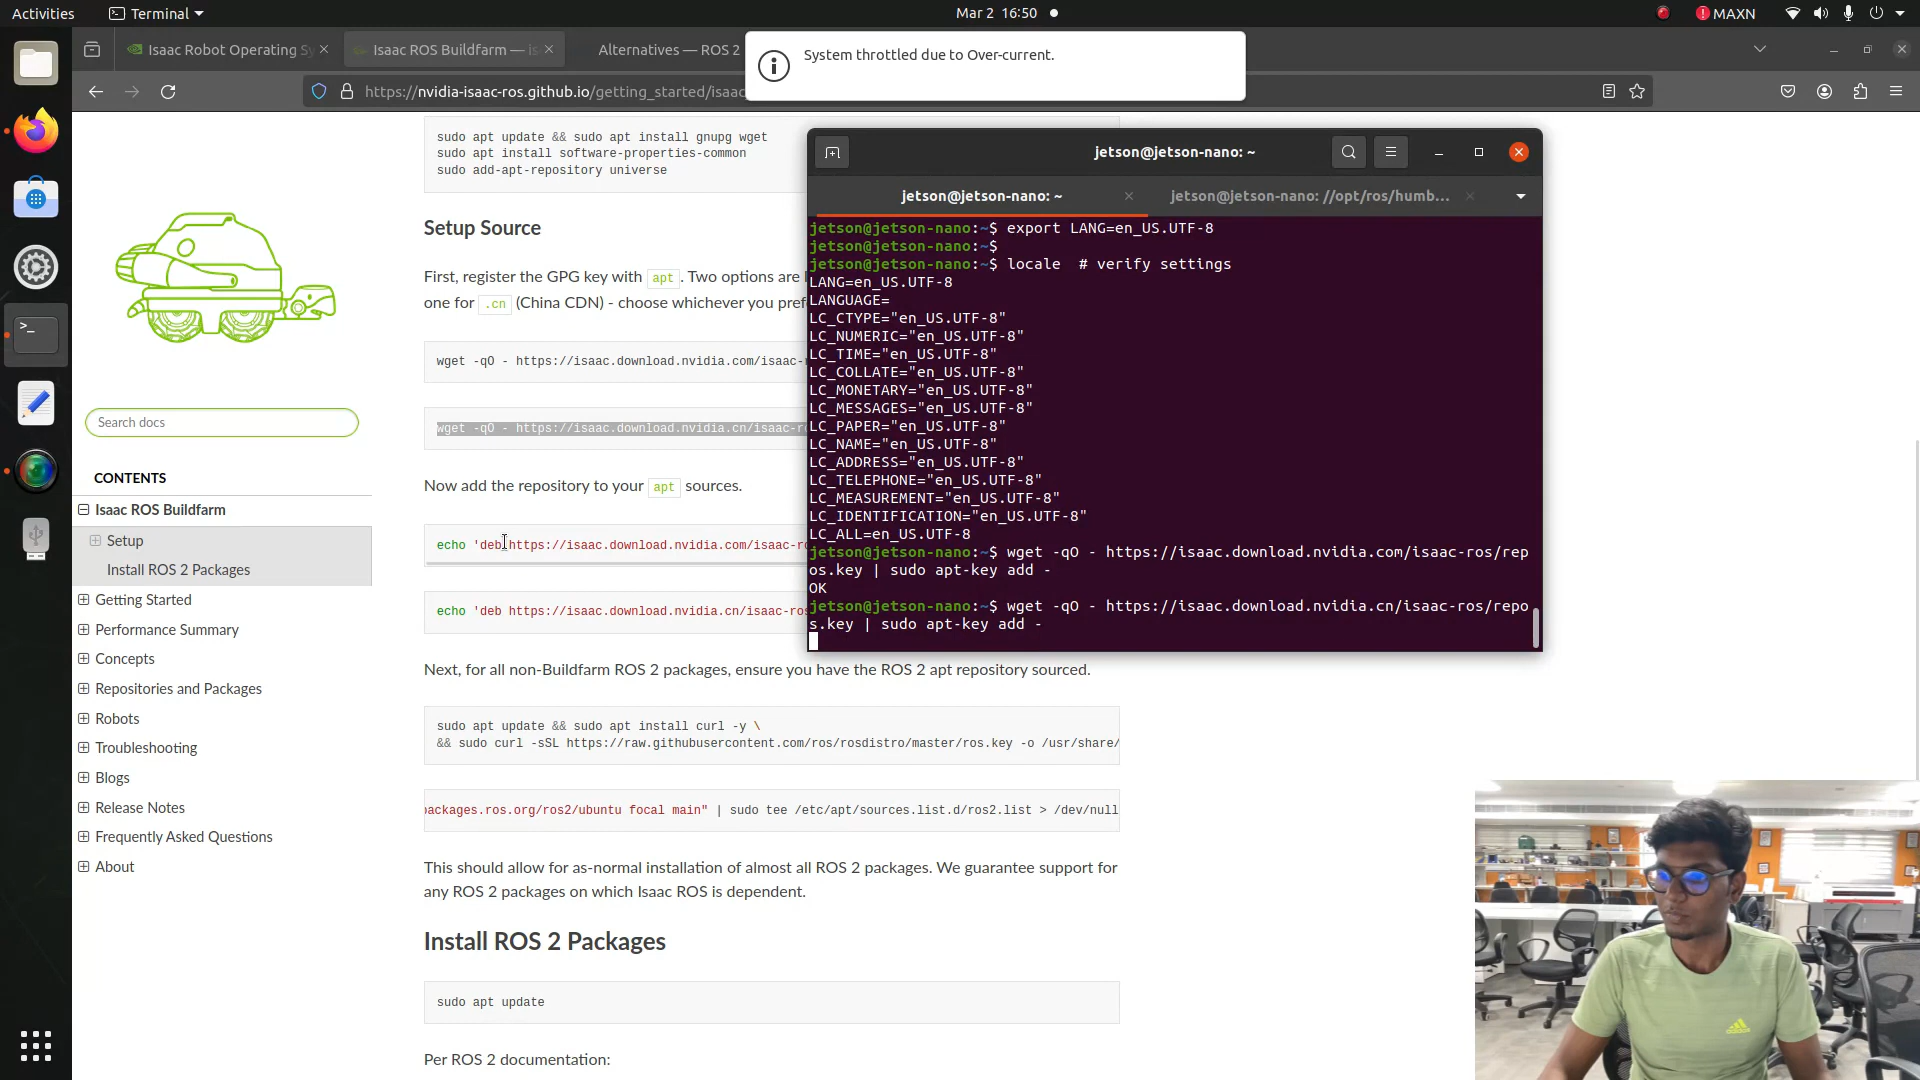 Activities
Terminal
Mar 2 16:50
MAXN
Isaac Robot Operating Sy
Isaac ROS Buildfarm — is
Alternatives — ROS 2
System throttled due to Over-current.
https://nvidia-isaac-ros.github.io/getting_started/isaac
sudo apt update && sudo apt install gnupg wget
sudo apt install software-properties-common
sudo add-apt-repository universe
Setup Source
First, register the GPG key with apt. Two options are
one for .cn (China CDN) - choose whichever you pref
wget -qO - https://isaac.download.nvidia.com/isaac-
wget -qO - https://isaac.download.nvidia.cn/isaac-ro
Now add the repository to your apt sources.
echo 'deb https://isaac.download.nvidia.com/isaac-ro
echo 'deb https://isaac.download.nvidia.cn/isaac-ros
Next, for all non-Buildfarm ROS 2 packages, ensure you have the ROS 2 apt repository sourced.
sudo apt update && sudo apt install curl -y \
&& sudo curl -sSL https://raw.githubusercontent.com/ros/rosdistro/master/ros.key -o /usr/share/
packages.ros.org/ros2/ubuntu focal main" | sudo tee /etc/apt/sources.list.d/ros2.list > /dev/null
This should allow for as-normal installation of almost all ROS 2 packages. We guarantee support for
any ROS 2 packages on which Isaac ROS is dependent.
Install ROS 2 Packages
sudo apt update
Per ROS 2 documentation:
Search docs
CONTENTS
Isaac ROS Buildfarm
Setup
Install ROS 2 Packages
Getting Started
Performance Summary
Concepts
Repositories and Packages
Robots
Troubleshooting
Blogs
Release Notes
Frequently Asked Questions
About
jetson@jetson-nano: ~
jetson@jetson-nano: ~
jetson@jetson-nano: //opt/ros/humb...
jetson@jetson-nano:~$ export LANG=en_US.UTF-8
jetson@jetson-nano:~$
jetson@jetson-nano:~$ locale  # verify settings
LANG=en_US.UTF-8
LANGUAGE=
LC_CTYPE="en_US.UTF-8"
LC_NUMERIC="en_US.UTF-8"
LC_TIME="en_US.UTF-8"
LC_COLLATE="en_US.UTF-8"
LC_MONETARY="en_US.UTF-8"
LC_MESSAGES="en_US.UTF-8"
LC_PAPER="en_US.UTF-8"
LC_NAME="en_US.UTF-8"
LC_ADDRESS="en_US.UTF-8"
LC_TELEPHONE="en_US.UTF-8"
LC_MEASUREMENT="en_US.UTF-8"
LC_IDENTIFICATION="en_US.UTF-8"
LC_ALL=en_US.UTF-8
jetson@jetson-nano:~$ wget -qO - https://isaac.download.nvidia.com/isaac-ros/rep
os.key | sudo apt-key add -
OK
jetson@jetson-nano:~$ wget -qO - https://isaac.download.nvidia.cn/isaac-ros/repo
s.key | sudo apt-key add -
adidas